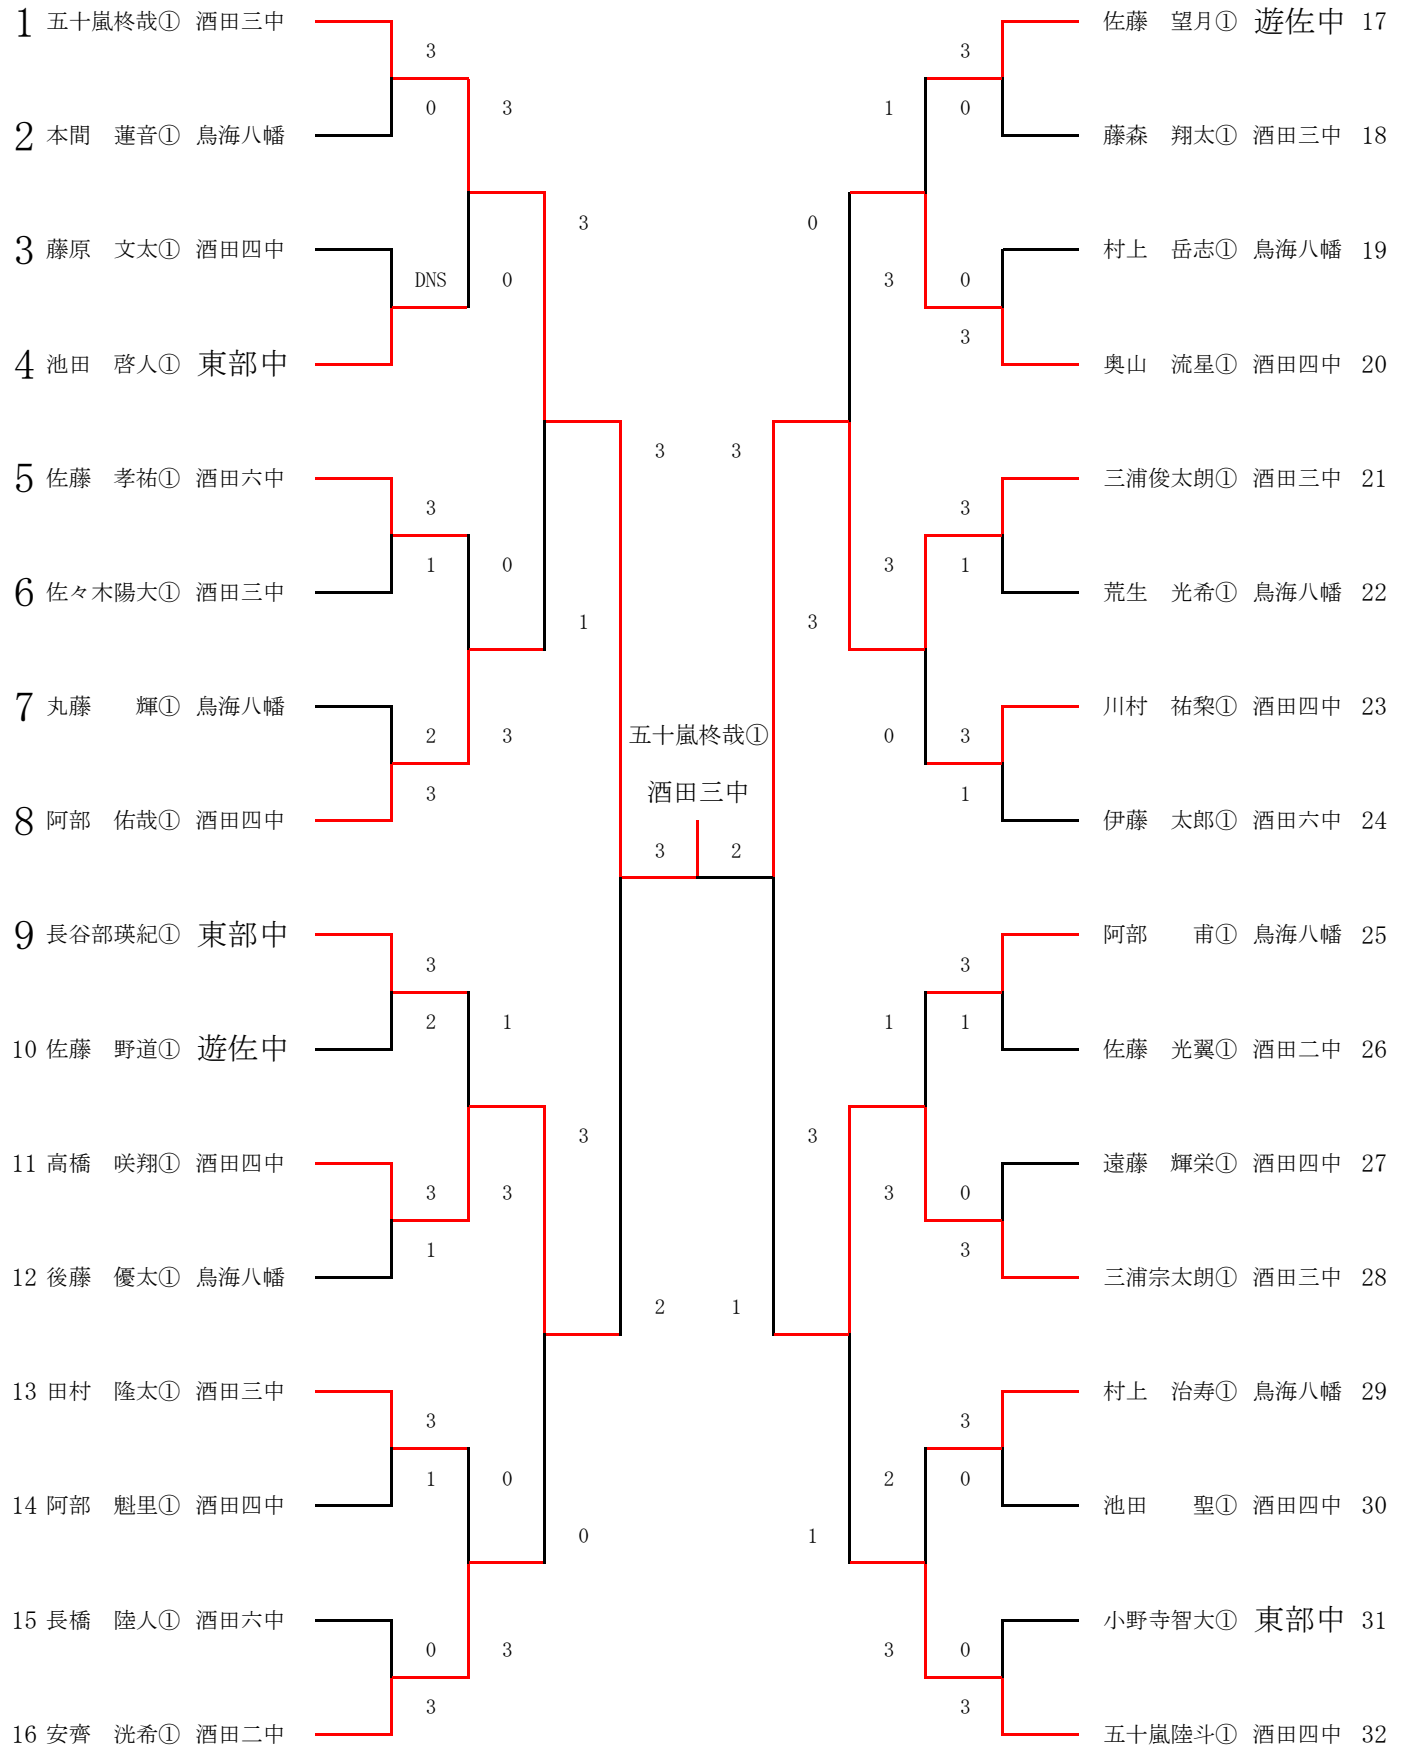 1 五十嵐柊哉① 酒田三中
3
0
3
2 本間 蓮音① 鳥海八幡
3
3 藤原 文太① 酒田四中
DNS
0
4 池田 啓人① 東部中
3
5 佐藤 孝祐① 酒田六中
3
1
0
6 佐々木陽大① 酒田三中
1
7 丸藤 輝① 鳥海八幡
2
3
3
8 阿部 佑哉① 酒田四中
五十嵐柊哉①
酒田三中
3 2
9 長谷部瑛紀① 東部中
3
2
1
10 佐藤 野道① 遊佐中
3
11 高橋 咲翔① 酒田四中
3
3
1
12 後藤 優太① 鳥海八幡
2
13 田村 隆太① 酒田三中
3
1
0
14 阿部 魁里① 酒田四中
0
15 長橋 陸人① 酒田六中
0
3
3
16 安齊 洸希① 酒田二中
佐藤 望月① 遊佐中 17
3
1
0
藤森 翔太① 酒田三中 18
0
村上 岳志① 鳥海八幡 19
3
0
3
奥山 流星① 酒田四中 20
3
三浦俊太朗① 酒田三中 21
3
3
1
荒生 光希① 鳥海八幡 22
3
川村 祐黎① 酒田四中 23
0
3
1
伊藤 太郎① 酒田六中 24
阿部 甫① 鳥海八幡 25
3
1
1
佐藤 光翼① 酒田二中 26
3
遠藤 輝栄① 酒田四中 27
3
0
3
三浦宗太朗① 酒田三中 28
1
村上 治寿① 鳥海八幡 29
3
2
0
池田 聖① 酒田四中 30
1
小野寺智大① 東部中 31
3
0
3
五十嵐陸斗① 酒田四中 32